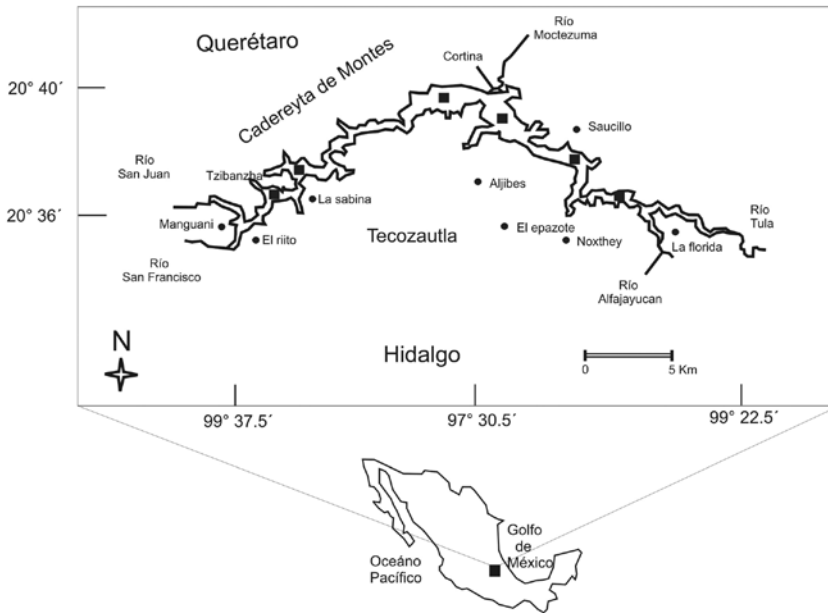 Querétaro
Cadereyta de Montes
Río
Moctezuma
Cortina
20° 40´
Saucillo
Río
San Juan
Tzibanzha
La sabina
Aljibes
20° 36´
Manguani
El riito
Tecozautla
El epazote
Noxthey
La florida
Río
Tula
Río
San Francisco
Río
Alfajayucan
N
Hidalgo
0
5 Km
99° 37.5´
97° 30.5´
99° 22.5´
Golfo
de
México
Oceáno
Pacífico